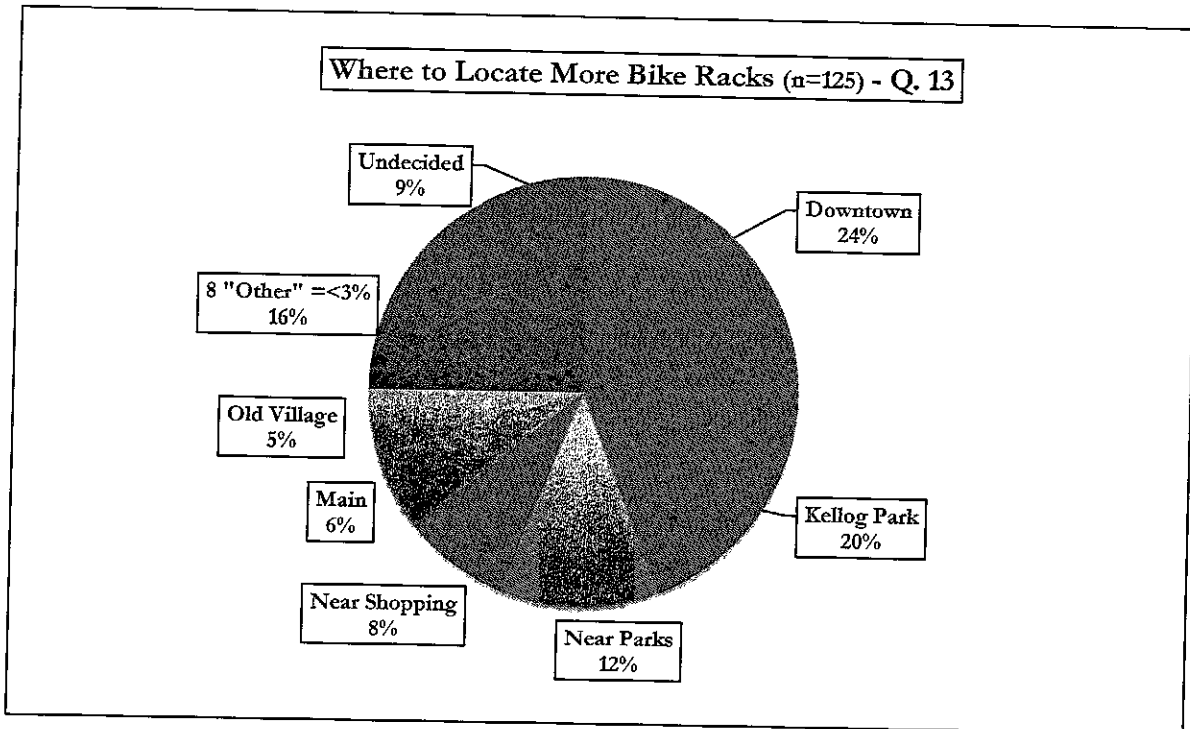 Where to Locate More Bike Racks (n=125) - Q. 13
Undecided
9%
Downtown
24%
8 "Other" =<3%
16%
Old Village
5%
Main
6%
Kellog Park
20%
Near Shopping
8%
Near Parks
12%